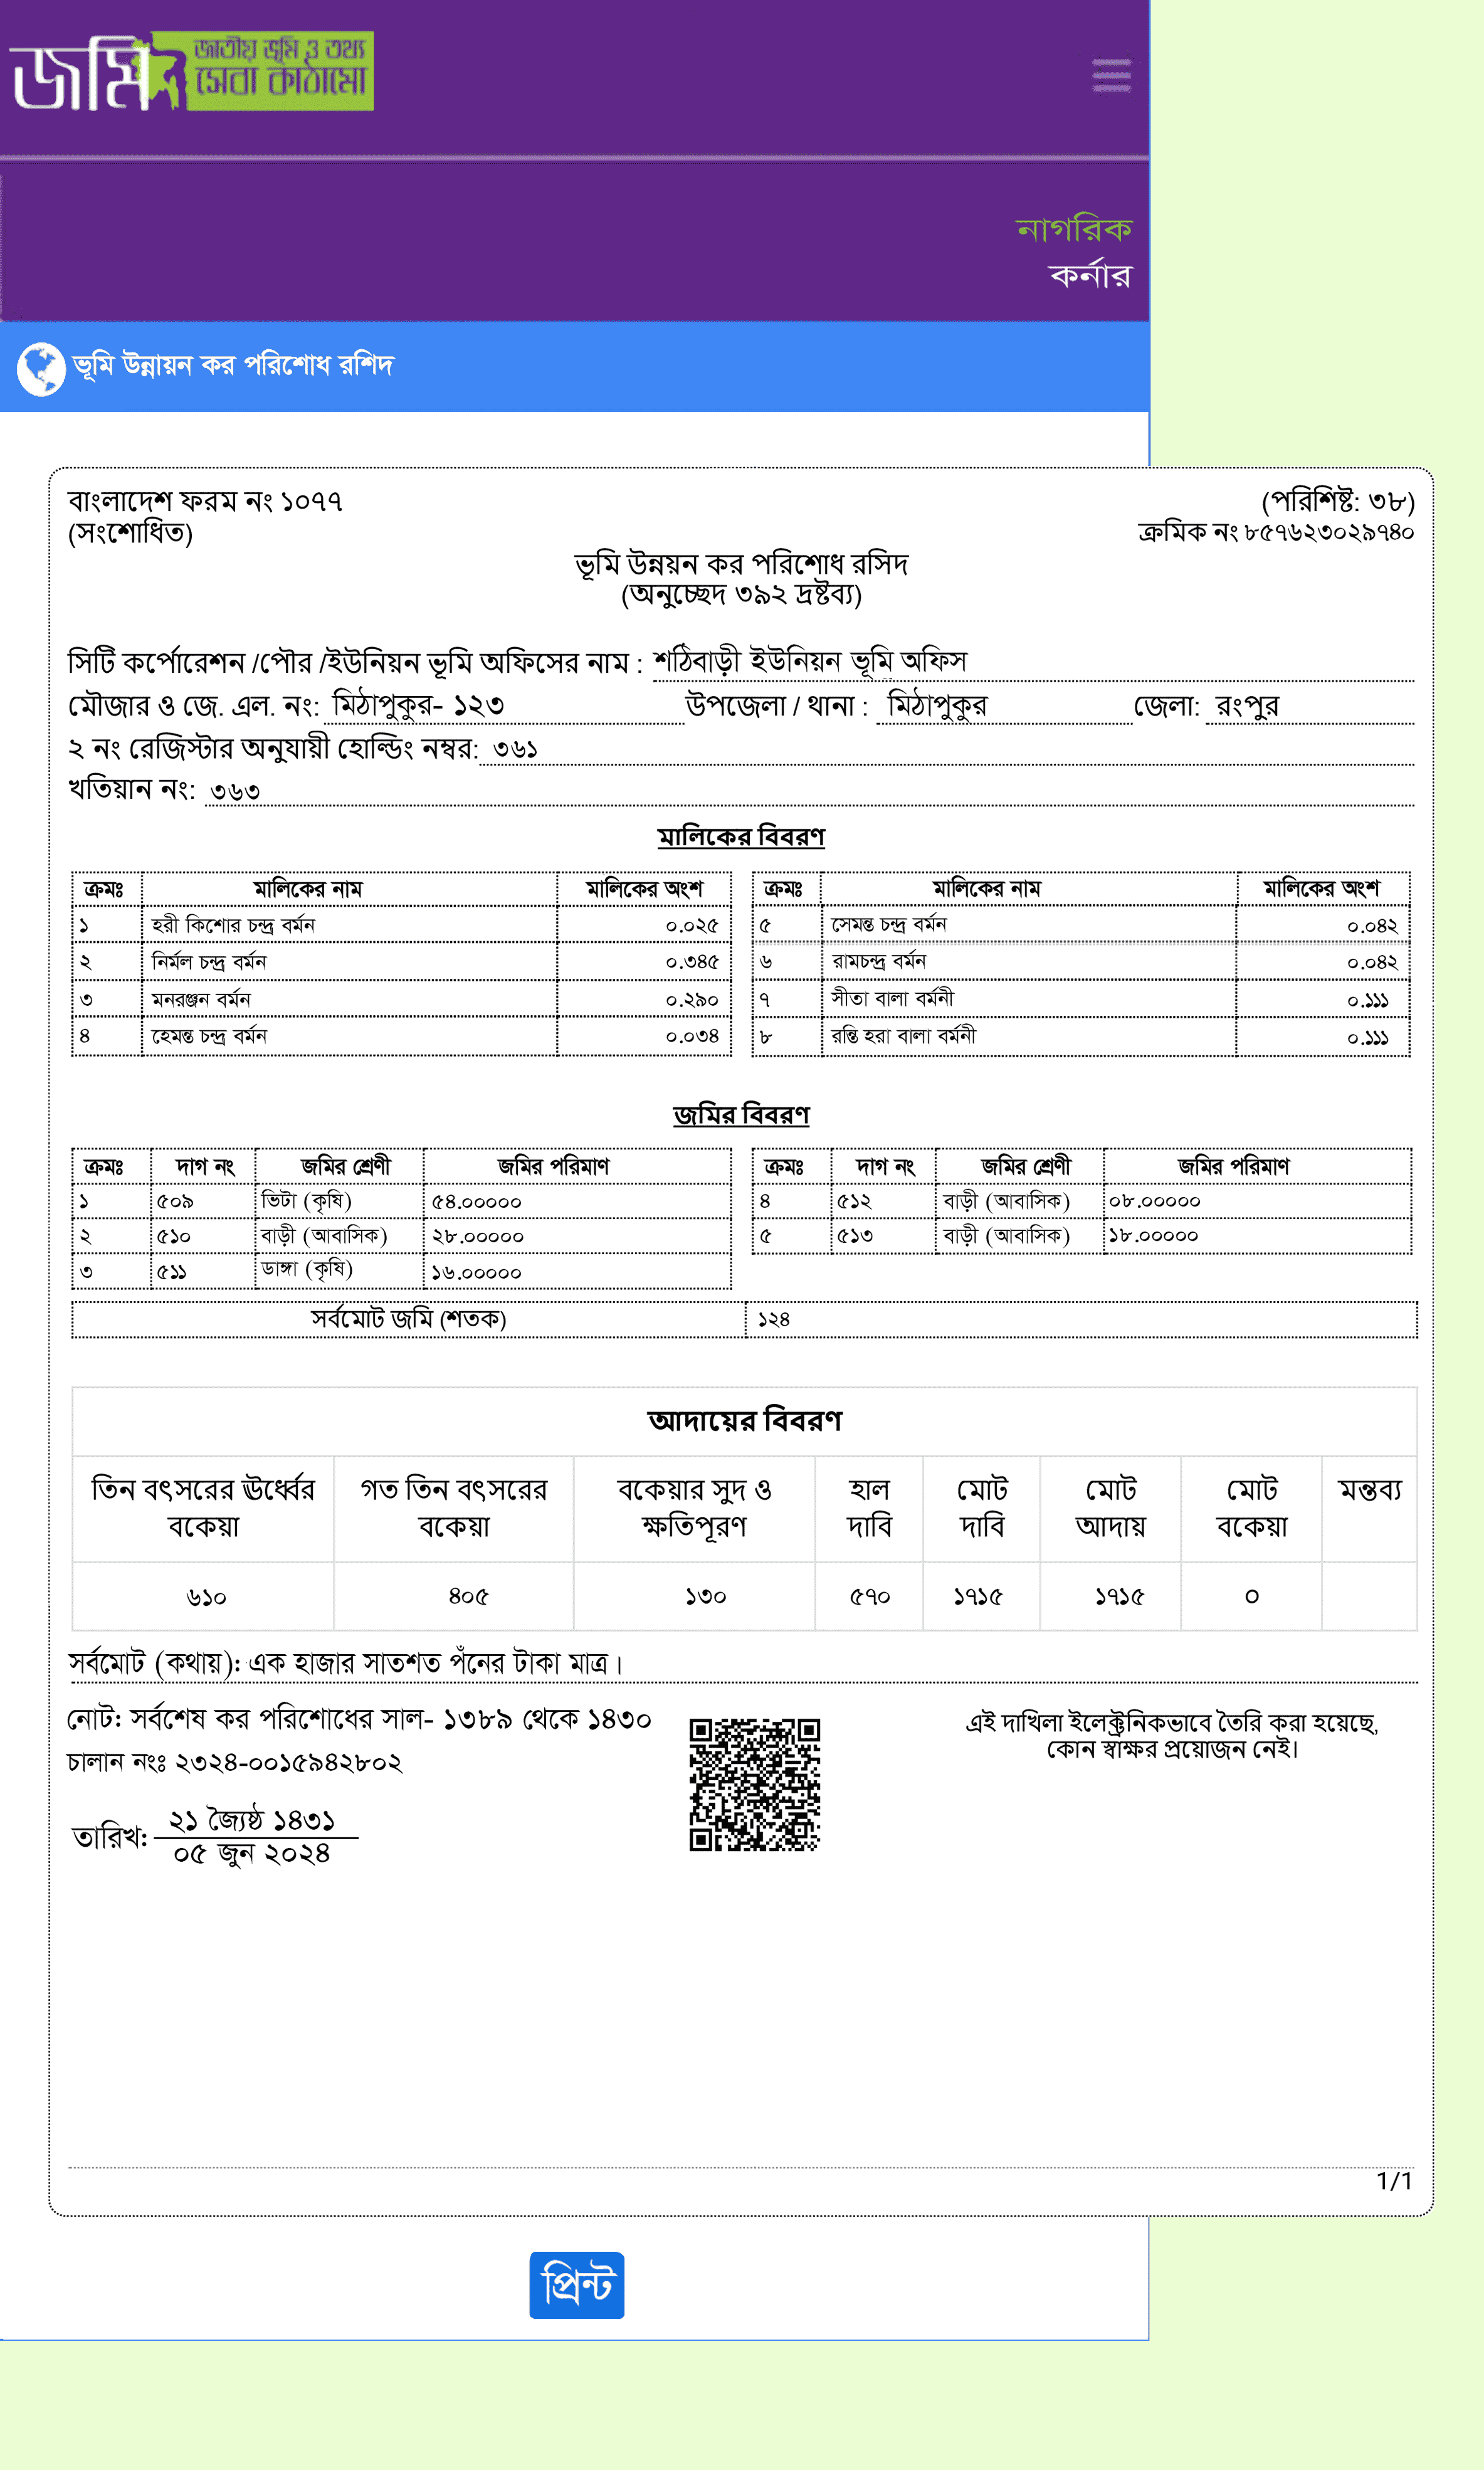 জমি জাতীয় ভূমি ও তথ্য
সেবা কাঠামো
নাগরিক
কর্নার
ভূমি উন্নায়ন কর পরিশোধ রশিদ
বাংলাদেশ ফরম নং ১০৭৭ (পরিশিষ্ট: ৩৮)
(সংশোধিত) ক্রমিক নং ৮৫৭৬২৩০২৯৭৪০
ভূমি উন্নয়ন কর পরিশোধ রসিদ
(অনুচ্ছেদ ৩৯২ দ্রষ্টব্য)
সিটি কর্পোরেশন /পৌর /ইউনিয়ন ভূমি অফিসের নাম : শঠিবাড়ী ইউনিয়ন ভূমি অফিস
মৌজার ও জে. এল. নং: মিঠাপুকুর- ১২৩ উপজেলা / থানা : মিঠাপুকুর জেলা: রংপুর
২ নং রেজিস্টার অনুযায়ী হোল্ডিং নম্বর: ৩৬১
খতিয়ান নং: ৩৬৩
মালিকের বিবরণ
ক্রমঃ মালিকের নাম মালিকের অংশ ক্রমঃ মালিকের নাম মালিকের অংশ
১ হরী কিশোর চন্দ্র বর্মন ০.০২৫ ৫ সেমন্ত চন্দ্র বর্মন ০.০৪২
২ নির্মল চন্দ্র বর্মন ০.৩৪৫ ৬ রামচন্দ্র বর্মন ০.০৪২
৩ মনরঞ্জন বর্মন ০.২৯০ ৭ সীতা বালা বর্মনী ০.১১১
৪ হেমন্ত চন্দ্র বর্মন ০.০৩৪ ৮ রন্তি হরা বালা বর্মনী ০.১১১
জমির বিবরণ
ক্রমঃ দাগ নং জমির শ্রেণী জমির পরিমাণ ক্রমঃ দাগ নং জমির শ্রেণী জমির পরিমাণ
১ ৫০৯ ভিটা (কৃষি) ৫৪.০০০০০ ৪ ৫১২ বাড়ী (আবাসিক) ০৮.০০০০০
২ ৫১০ বাড়ী (আবাসিক) ২৮.০০০০০ ৫ ৫১৩ বাড়ী (আবাসিক) ১৮.০০০০০
৩ ৫১১ ডাঙ্গা (কৃষি) ১৬.০০০০০
সর্বমোট জমি (শতক) ১২৪
আদায়ের বিবরণ
তিন বৎসরের ঊর্ধ্বের গত তিন বৎসরের বকেয়ার সুদ ও হাল মোট মোট মোট মন্তব্য
বকেয়া বকেয়া ক্ষতিপূরণ দাবি দাবি আদায় বকেয়া
৬১০ ৪০৫ ১৩০ ৫৭০ ১৭১৫ ১৭১৫ ০
সর্বমোট (কথায়): এক হাজার সাতশত পঁনের টাকা মাত্র।
নোট: সর্বশেষ কর পরিশোধের সাল- ১৩৮৯ থেকে ১৪৩০
চালান নংঃ ২৩২৪-০০১৫৯৪২৮০২
এই দাখিলা ইলেক্ট্রনিকভাবে তৈরি করা হয়েছে,
কোন স্বাক্ষর প্রয়োজন নেই।
তারিখ: ২১ জ্যৈষ্ঠ ১৪৩১
০৫ জুন ২০২৪
1/1
প্রিন্ট